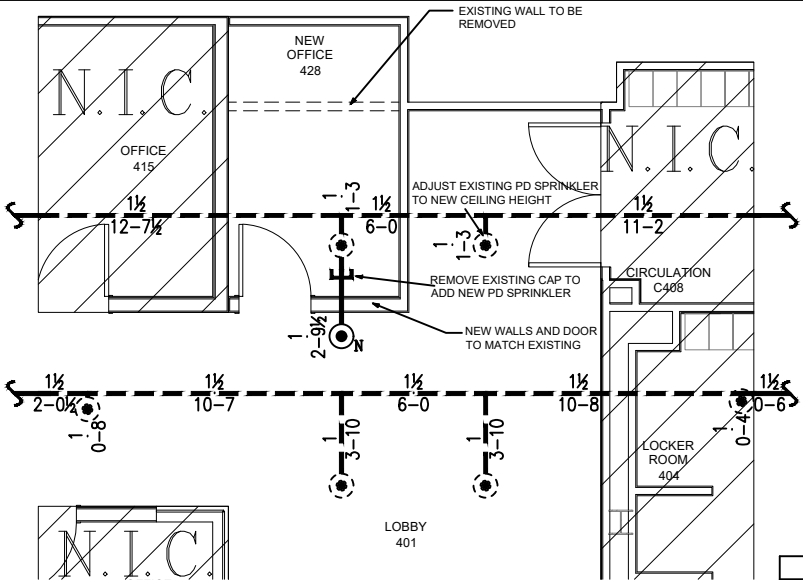 EXISTING WALL TO BE
REMOVED
NEW
OFFICE
428
N.I.C.
OFFICE
415
N.I.C.
ADJUST EXISTING PD SPRINKLER
TO NEW CEILING HEIGHT
1½
12-7½
1
1-3
1½
6-0
1
1-3
1½
11-2
REMOVE EXISTING CAP TO
ADD NEW PD SPRINKLER
CIRCULATION
C408
NEW WALLS AND DOOR
TO MATCH EXISTING
1
2-9½
N
1½
2-0½
1
0-8
1½
10-7
1½
6-0
1½
10-8
1½
0-6
1
0-4
1
3-10
1
3-10
LOCKER
ROOM
404
LOBBY
401
N.I.C